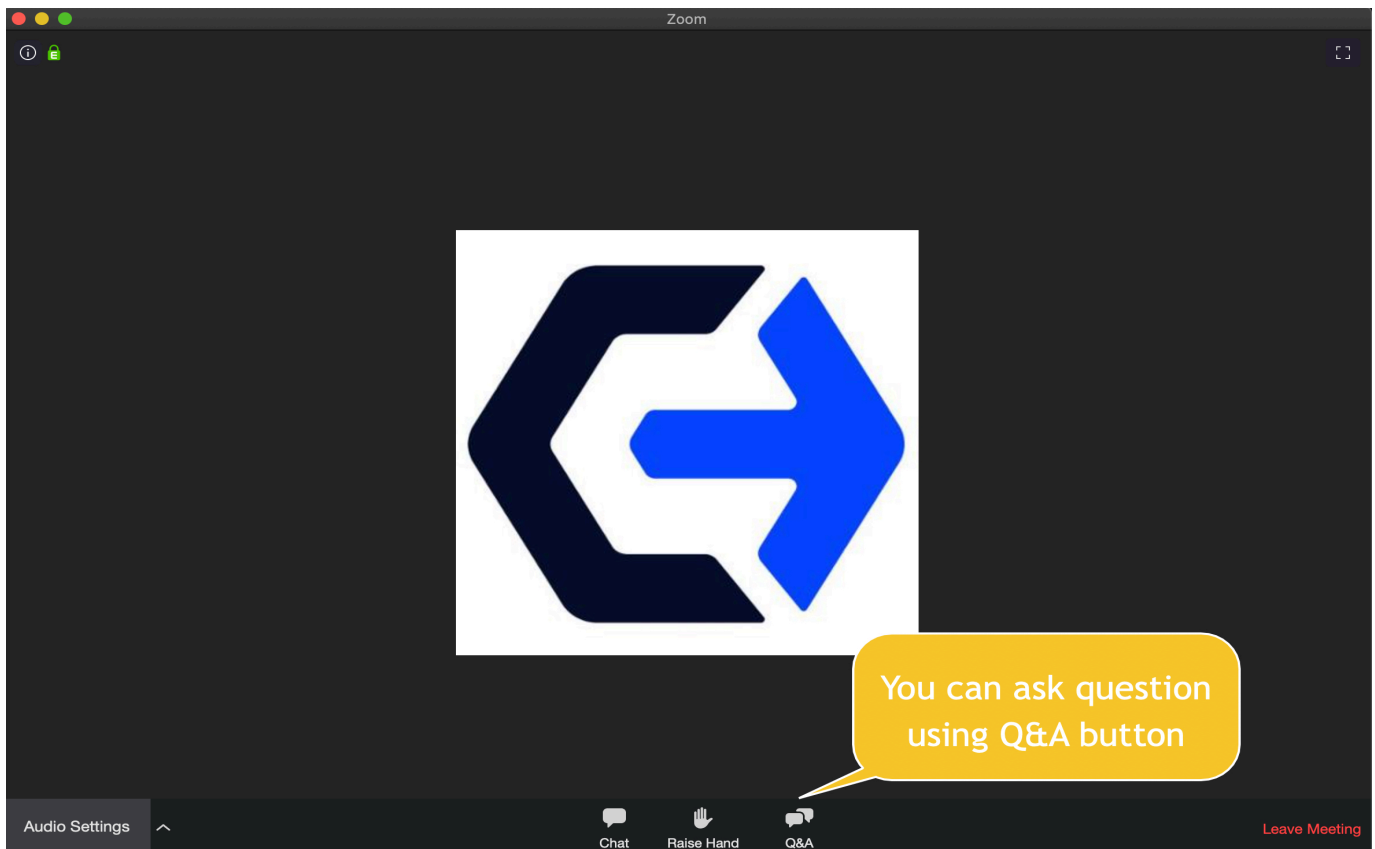 Zoom
E
You can ask question
using Q&A button
Audio Settings
Chat
Raise Hand
Q&A
Leave Meeting